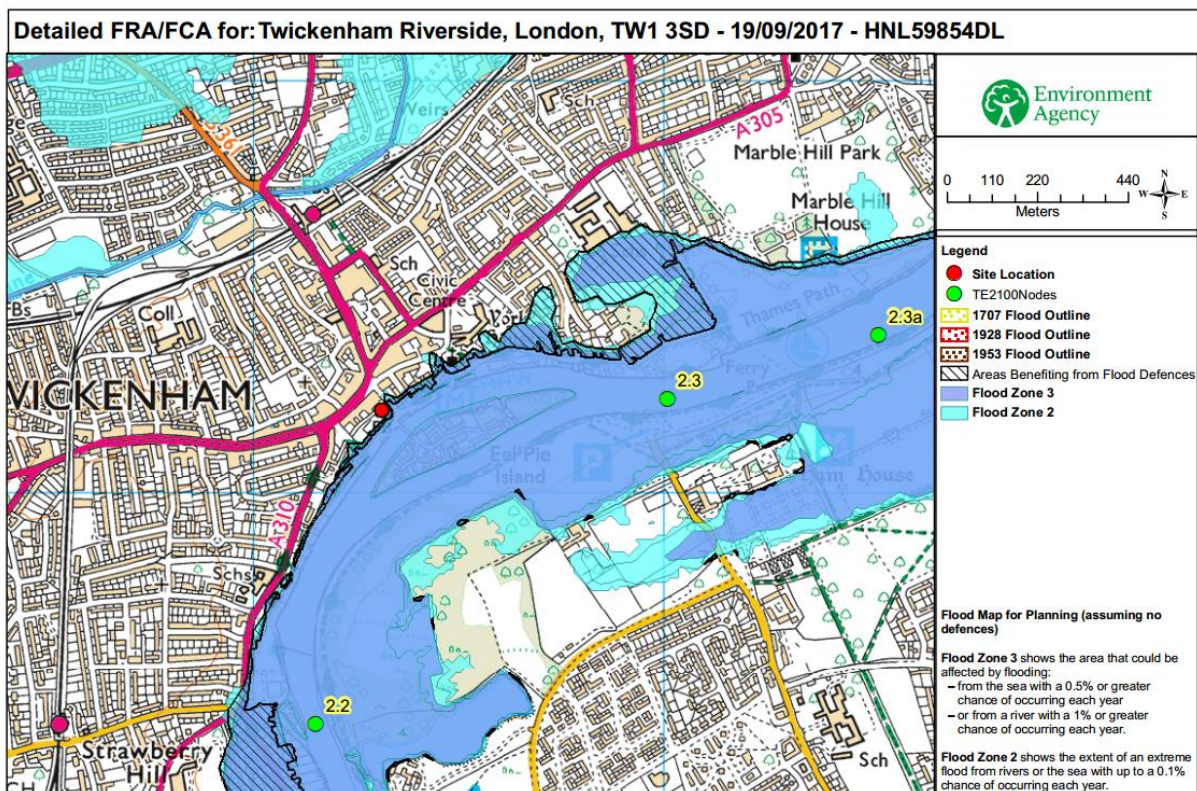 Detailed FRA/FCA for: Twickenham Riverside, London, TW1 3SD - 19/09/2017 - HNL59854DL
Environment
Agency
0 110 220 440
Meters
N
W E
S
Legend
Site Location
TE2100Nodes
1707 Flood Outline
1928 Flood Outline
1953 Flood Outline
Areas Benefiting from Flood Defences
Flood Zone 3
Flood Zone 2
Flood Map for Planning (assuming no
defences)
Flood Zone 3 shows the area that could be
affected by flooding:
– from the sea with a 0.5% or greater
chance of occurring each year
– or from a river with a 1% or greater
chance of occurring each year.
Flood Zone 2 shows the extent of an extreme
flood from rivers or the sea with up to a 0.1%
chance of occurring each year.
Weirs
Sch
A 305
Marble Hill Park
Marble Hill
House
Sch
Civic
Centre
York
Coll
Bs
Thames Path
2.3a
Ferry
2.3
WICKENHAM
Eel Pie
Island
P
House
A310
Schs
2.2
Strawberry
Hill
Sch
CH